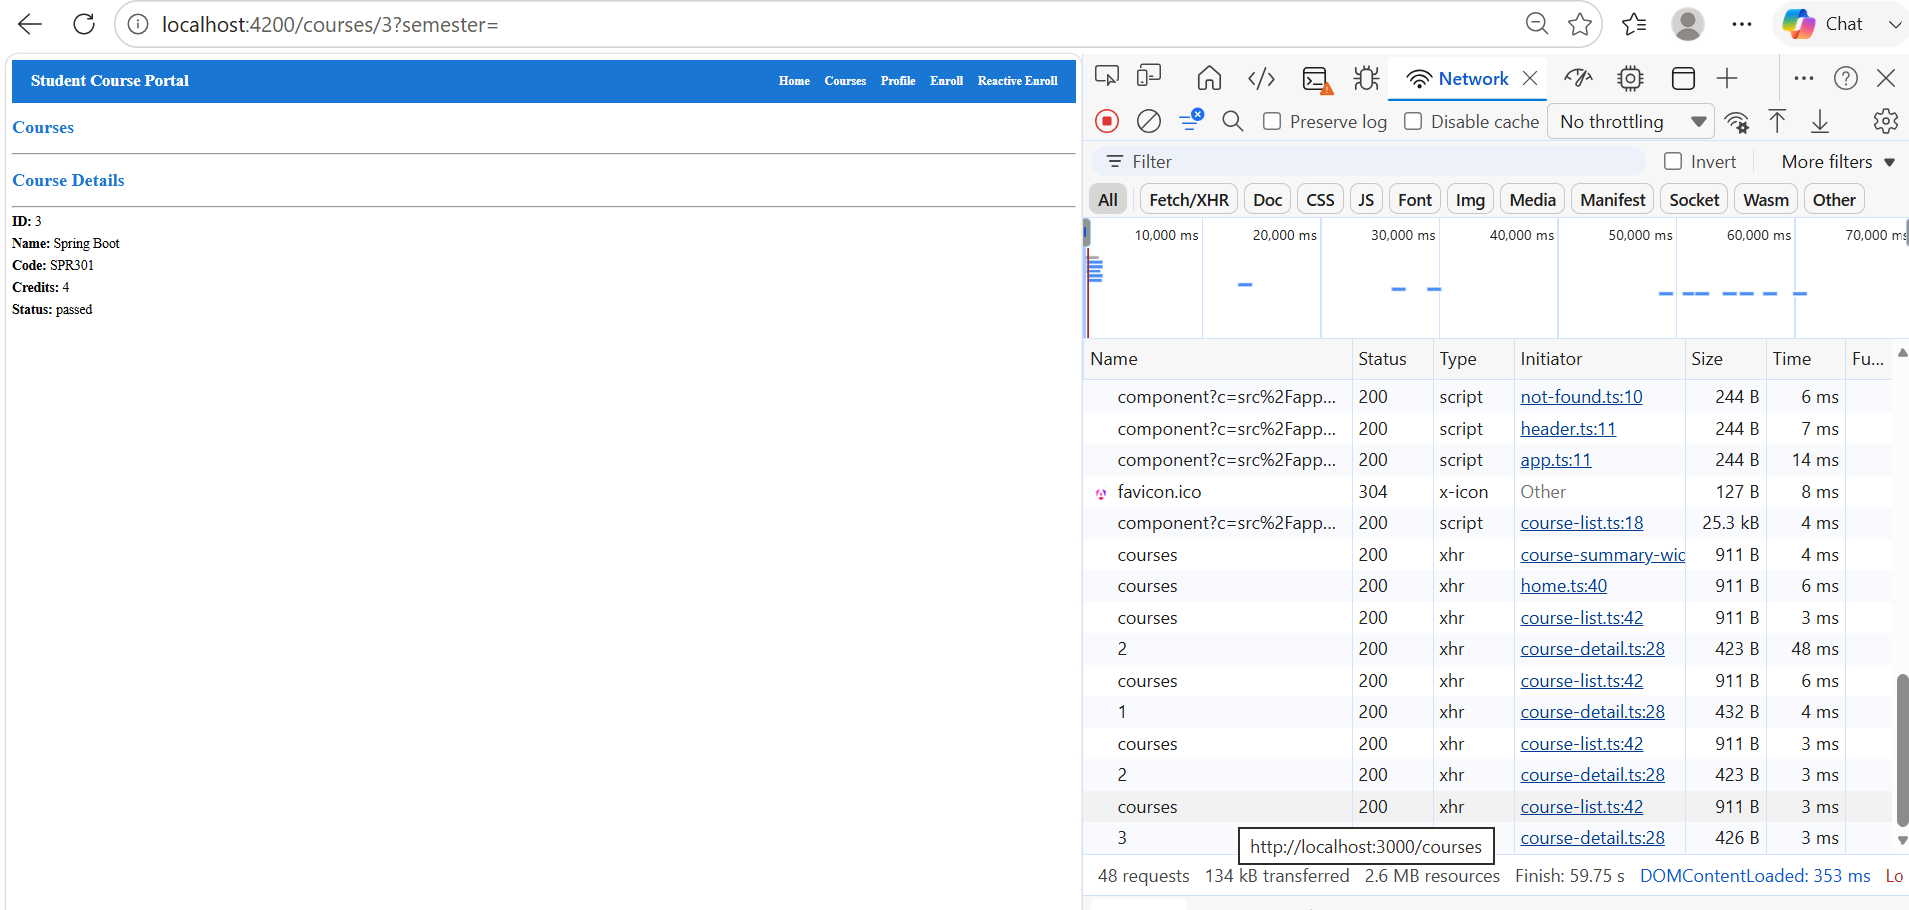 localhost:4200/courses/3?semester=
Chat
Student Course Portal
Home Courses Profile Enroll Reactive Enroll
Courses
Course Details
ID: 3
Name: Spring Boot
Code: SPR301
Credits: 4
Status: passed
Network
Preserve log Disable cache No throttling
Filter Invert More filters
All Fetch/XHR Doc CSS JS Font Img Media Manifest Socket Wasm Other
10,000 ms 20,000 ms 30,000 ms 40,000 ms 50,000 ms 60,000 ms 70,000 ms
Name Status Type Initiator Size Time Fu...
component?c=src%2Fapp... 200 script not-found.ts:10 244 B 6 ms
component?c=src%2Fapp... 200 script header.ts:11 244 B 7 ms
component?c=src%2Fapp... 200 script app.ts:11 244 B 14 ms
favicon.ico 304 x-icon Other 127 B 8 ms
component?c=src%2Fapp... 200 script course-list.ts:18 25.3 kB 4 ms
courses 200 xhr course-summary-wid 911 B 4 ms
courses 200 xhr home.ts:40 911 B 6 ms
courses 200 xhr course-list.ts:42 911 B 3 ms
2 200 xhr course-detail.ts:28 423 B 48 ms
courses 200 xhr course-list.ts:42 911 B 6 ms
1 200 xhr course-detail.ts:28 432 B 4 ms
courses 200 xhr course-list.ts:42 911 B 3 ms
2 200 xhr course-detail.ts:28 423 B 3 ms
courses 200 xhr course-list.ts:42 911 B 3 ms
3 course-detail.ts:28 426 B 3 ms
http://localhost:3000/courses
48 requests 134 kB transferred 2.6 MB resources Finish: 59.75 s DOMContentLoaded: 353 ms Lo